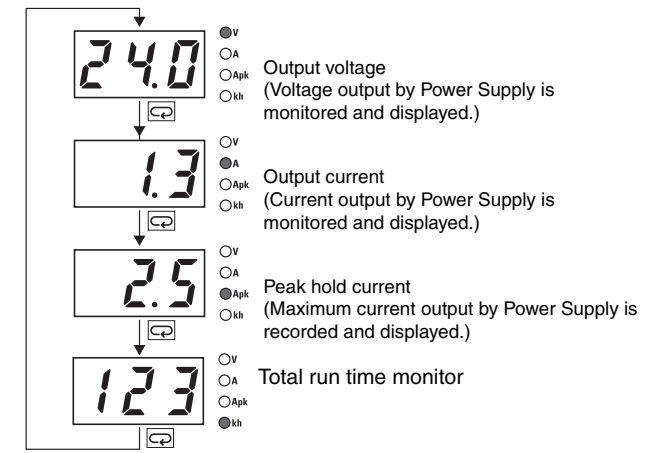 24.0
V
A
Apk
kh
Output voltage
(Voltage output by Power Supply is
monitored and displayed.)
1.3
V
A
Apk
kh
Output current
(Current output by Power Supply is
monitored and displayed.)
2.5
V
A
Apk
kh
Peak hold current
(Maximum current output by Power Supply is
recorded and displayed.)
123
V
A
Apk
kh
Total run time monitor